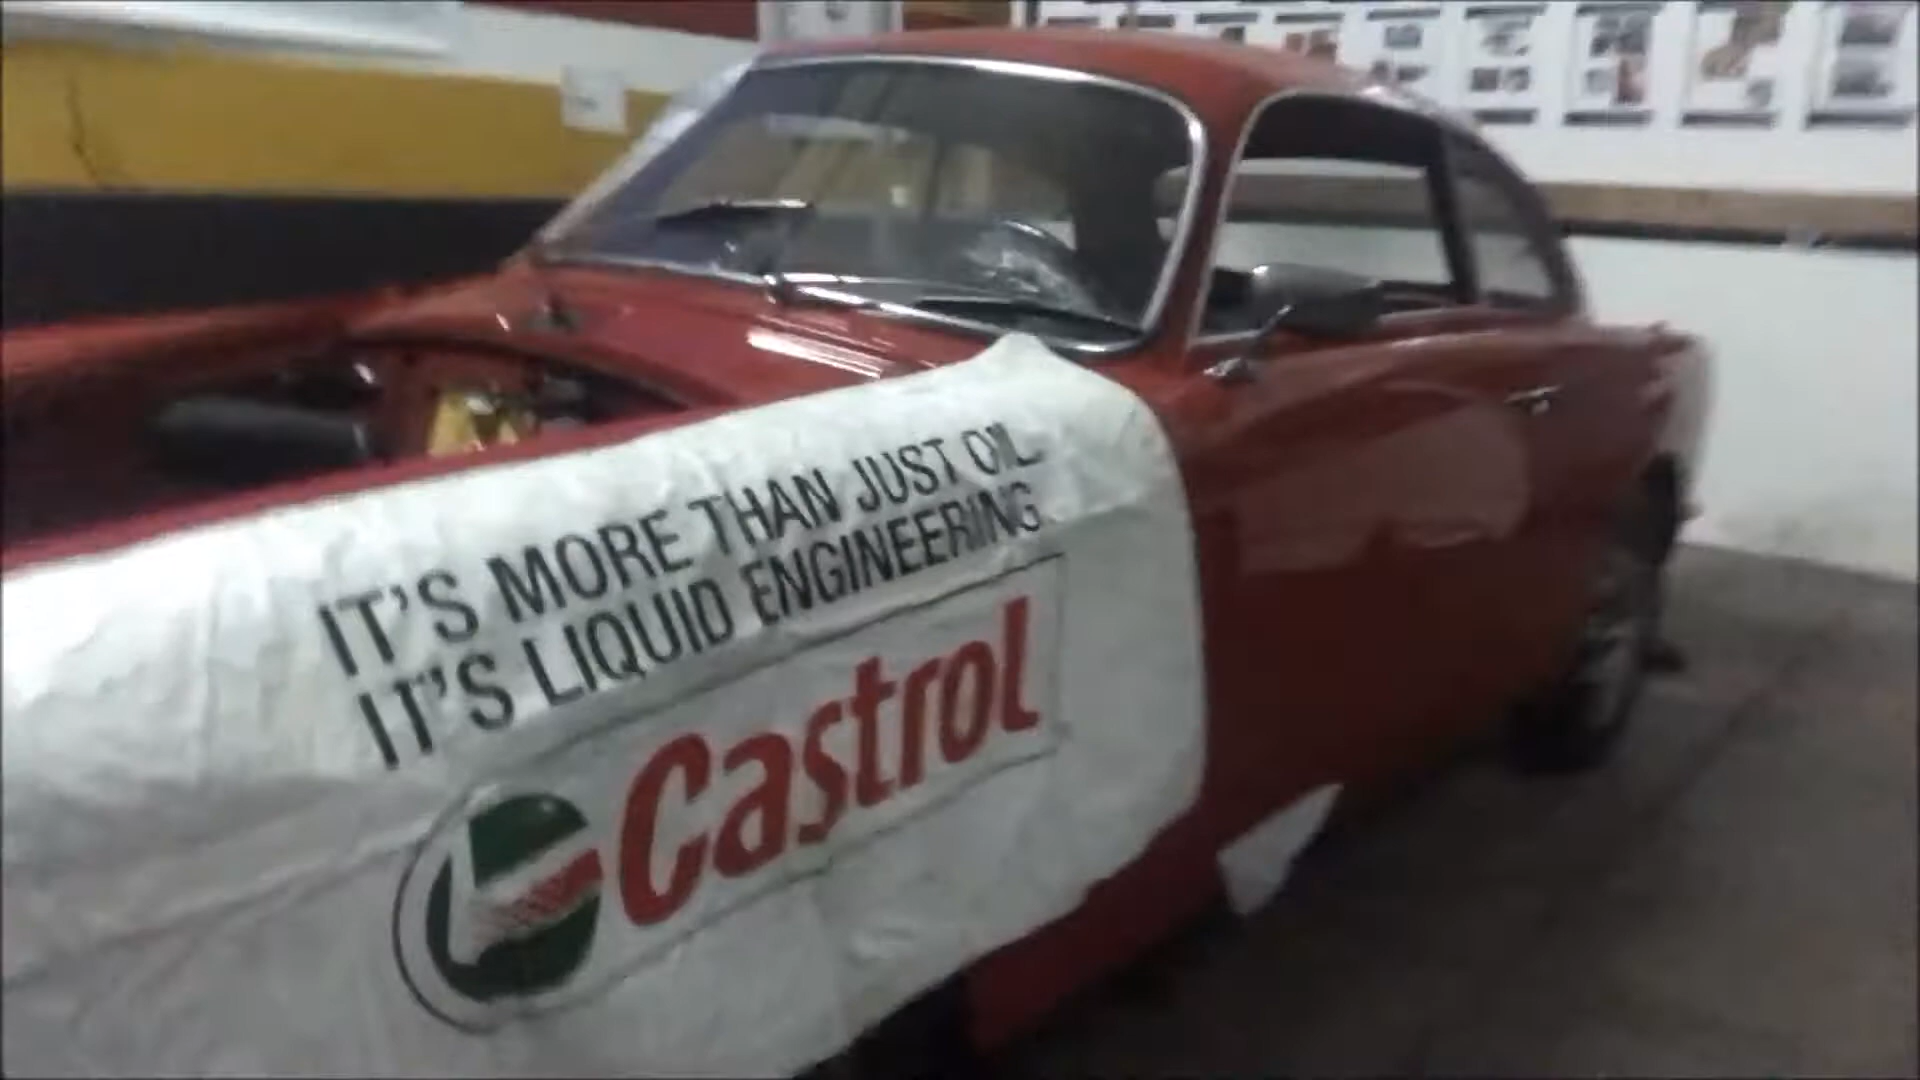 IT'S MORE THAN JUST OIL.
IT'S LIQUID ENGINEERING.
Castrol